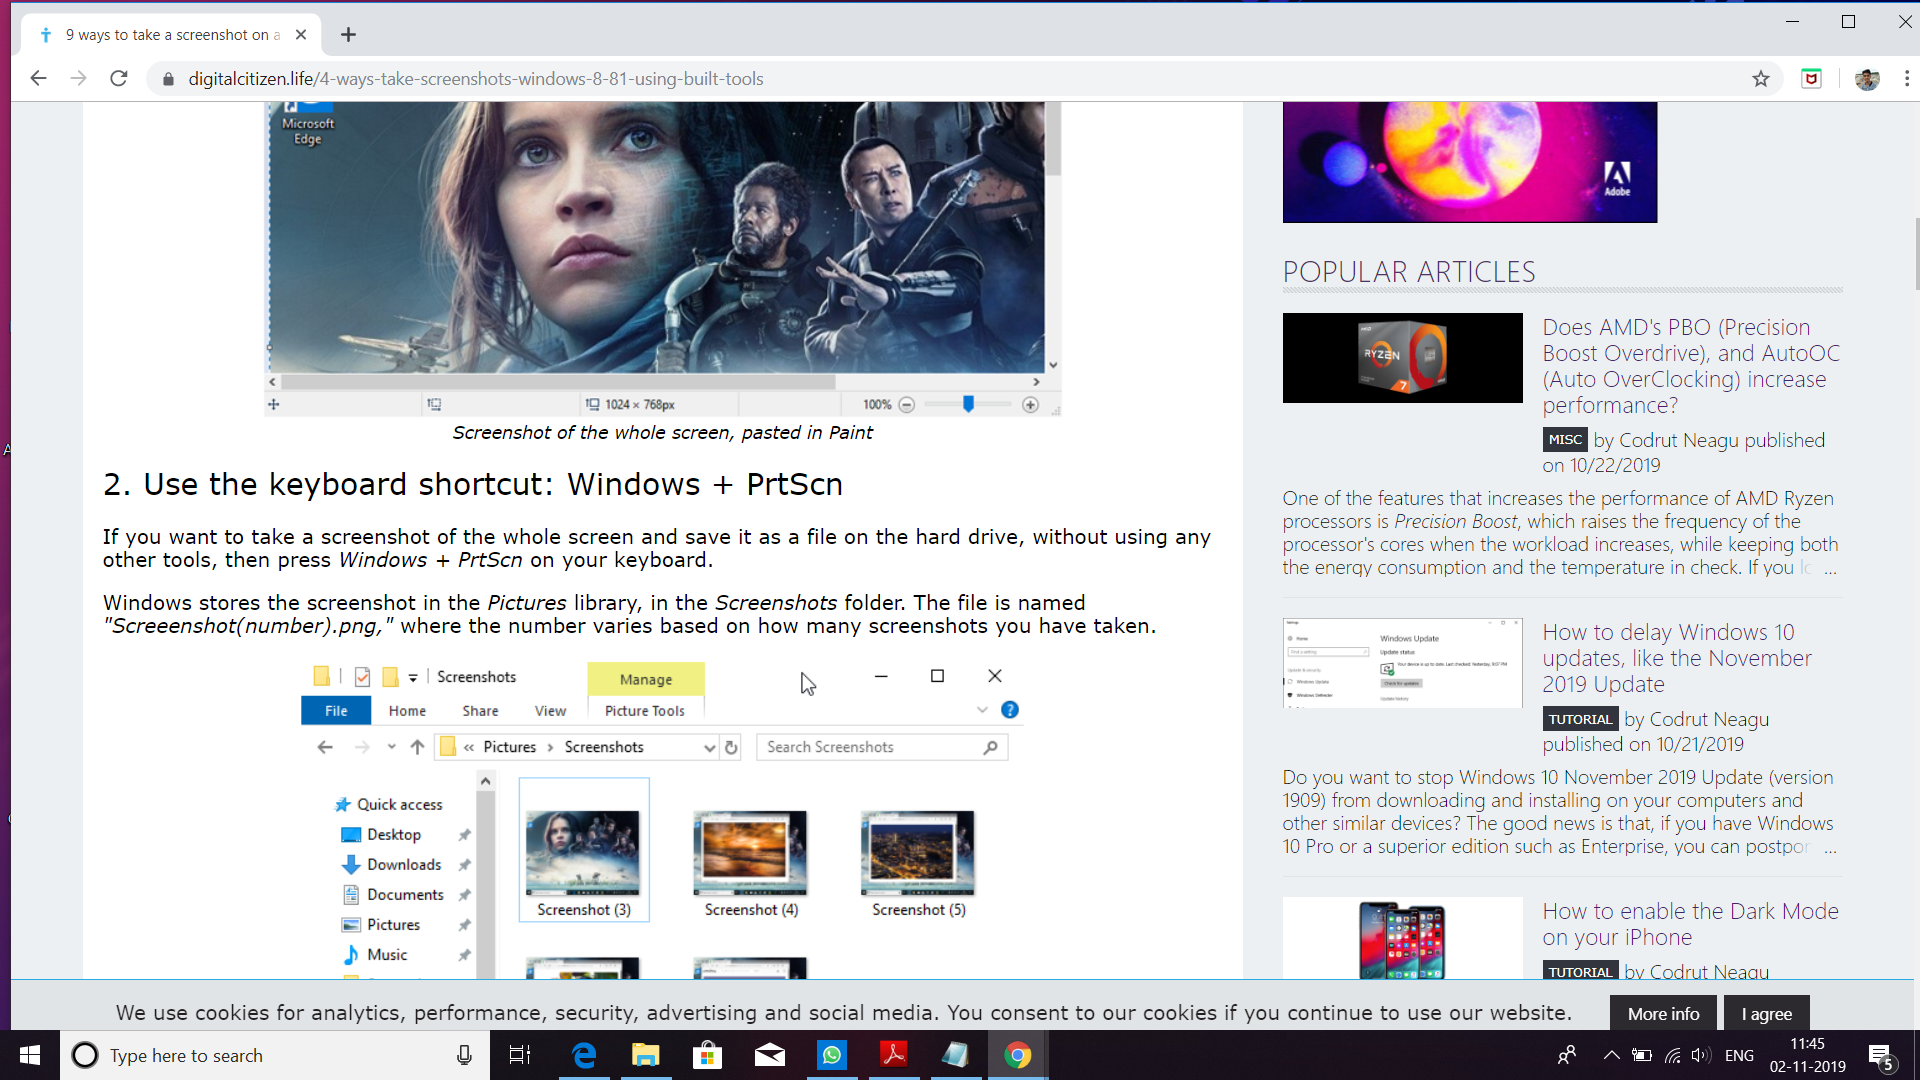 9 ways to take a screenshot on a
digitalcitizen.life/4-ways-take-screenshots-windows-8-81-using-built-tools
Microsoft
Edge
1024 × 768px
100%
Screenshot of the whole screen, pasted in Paint
2. Use the keyboard shortcut: Windows + PrtScn
If you want to take a screenshot of the whole screen and save it as a file on the hard drive, without using any
other tools, then press Windows + PrtScn on your keyboard.
Windows stores the screenshot in the Pictures library, in the Screenshots folder. The file is named
"Screeenshot(number).png," where the number varies based on how many screenshots you have taken.
Screenshots
Manage
File Home Share View Picture Tools
« Pictures > Screenshots
Search Screenshots
Quick access
Desktop
Downloads
Documents
Pictures
Music
Screenshot (3) Screenshot (4) Screenshot (5)
Adobe
POPULAR ARTICLES
RYZEN
7
Does AMD's PBO (Precision
Boost Overdrive), and AutoOC
(Auto OverClocking) increase
performance?
MISC by Codrut Neagu published
on 10/22/2019
One of the features that increases the performance of AMD Ryzen
processors is Precision Boost, which raises the frequency of the
processor's cores when the workload increases, while keeping both
the energy consumption and the temperature in check. If you ...
Windows Update
Update status
How to delay Windows 10
updates, like the November
2019 Update
TUTORIAL by Codrut Neagu
published on 10/21/2019
Do you want to stop Windows 10 November 2019 Update (version
1909) from downloading and installing on your computers and
other similar devices? The good news is that, if you have Windows
10 Pro or a superior edition such as Enterprise, you can postpor ...
How to enable the Dark Mode
on your iPhone
TUTORIAL by Codrut Neagu
We use cookies for analytics, performance, security, advertising and social media. You consent to our cookies if you continue to use our website.
More info
I agree
Type here to search
ENG
11:45
02-11-2019
5